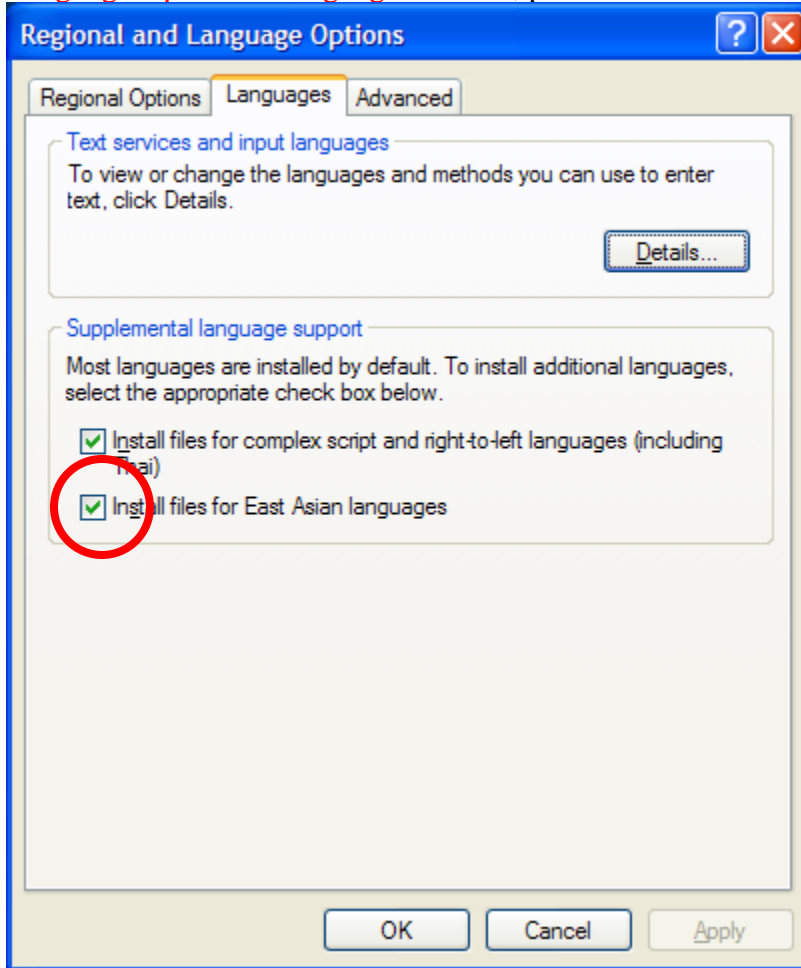 Regional and Language Options
Regional Options Languages Advanced
Text services and input languages
To view or change the languages and methods you can use to enter
text, click Details.
Details...
Supplemental language support
Most languages are installed by default. To install additional languages,
select the appropriate check box below.
Install files for complex script and right-to-left languages (including
Thai)
Install files for East Asian languages
OK Cancel Apply